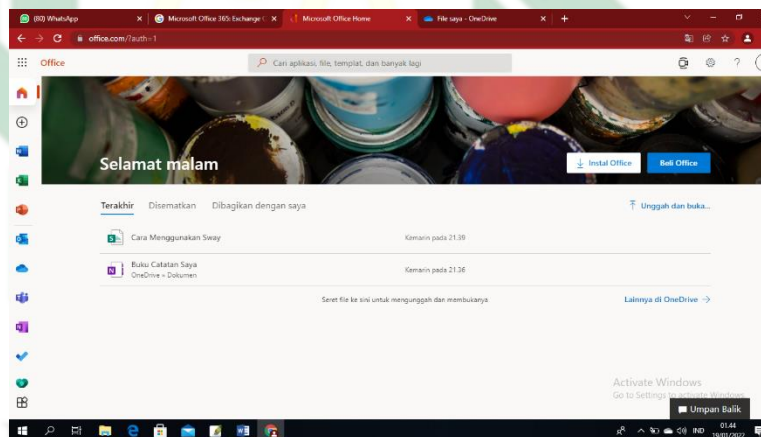 (80) WhatsApp
Microsoft Office 365: Exchange
Microsoft Office Home
File saya - OneDrive
office.com/?auth=1
Office
Cari aplikasi, file, templat, dan banyak lagi
Selamat malam
Instal Office
Beli Office
Terakhir
Disematkan
Dibagikan dengan saya
Unggah dan buka...
Cara Menggunakan Sway
Kemarin pada 21.39
Buku Catatan Saya
OneDrive » Dokumen
Kemarin pada 21.36
Seret file ke sini untuk mengunggah dan membukanya
Lainnya di OneDrive →
Activate Windows
Go to Settings to activate Windows.
Umpan Balik
IND
01.44
19/01/2022